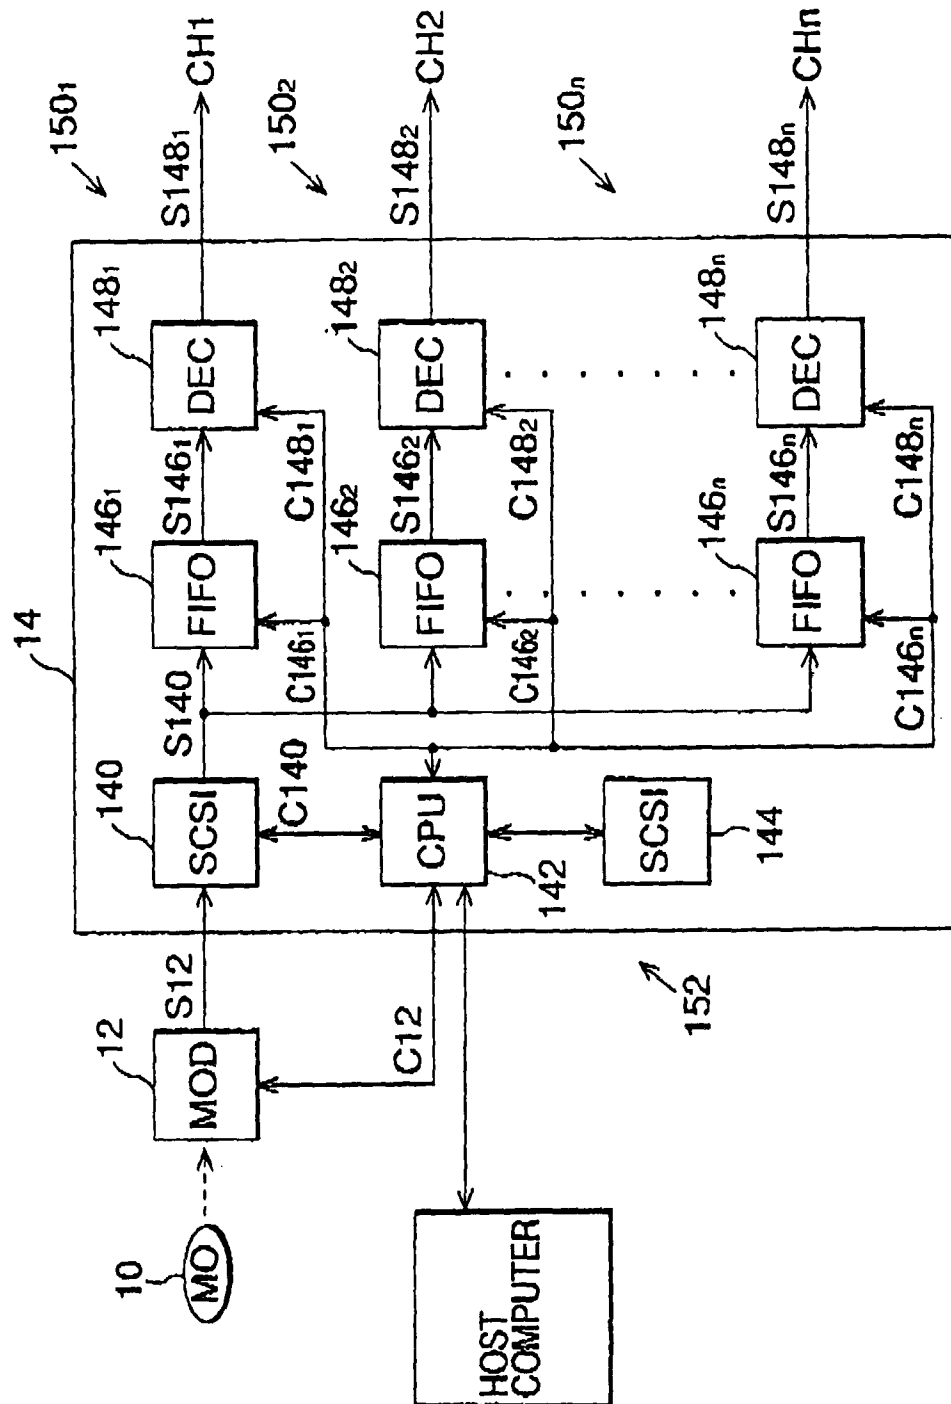 14
150₁
150₂
150ₙ
10
MO
12
MOD
S12
140
SCSI
S140
146₁
FIFO
S146₁
148₁
DEC
S148₁
CH1
C12
C140
C146₁
C148₁
HOST
COMPUTER
CPU
142
146₂
FIFO
S146₂
148₂
DEC
S148₂
CH2
C146₂
C148₂
SCSI
144
152
146ₙ
FIFO
S146ₙ
148ₙ
DEC
S148ₙ
CHn
C146ₙ
C148ₙ